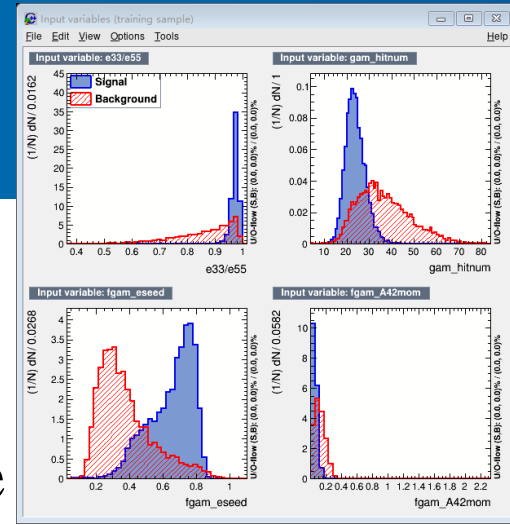 Input variables (training sample)
File Edit View Options Tools Help
Input variable: e33/e55
(1/N) dN / 0.0162
45
40
35
30
25
20
15
10
5
0
Signal
Background
U/O-flow (S,B): (0.0, 0.0)% / (0.0, 0.0)%
0.4 0.5 0.6 0.7 0.8 0.9 1
e33/e55
Input variable: gam_hitnum
(1/N) dN / 1
0.1
0.08
0.06
0.04
0.02
0
U/O-flow (S,B): (0.0, 0.0)% / (0.0, 0.0)%
10 20 30 40 50 60 70 80
gam_hitnum
Input variable: fgam_eseed
(1/N) dN / 0.0268
4
3.5
3
2.5
2
1.5
1
0.5
0
U/O-flow (S,B): (0.0, 0.0)% / (0.0, 0.0)%
0.2 0.4 0.6 0.8 1
fgam_eseed
Input variable: fgam_A42mom
(1/N) dN / 0.0582
10
8
6
4
2
0
U/O-flow (S,B): (0.0, 0.0)% / (0.0, 0.0)%
0.2 0.4 0.6 0.8 1 1.2 1.4 1.6 1.8 2 2.2
fgam_A42mom
e